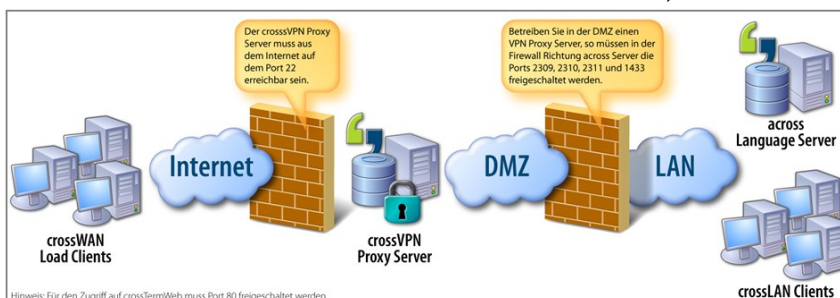 Der crosssVPN Proxy
Server muss aus
dem Internet auf
dem Port 22
erreichbar sein.
Betreiben Sie in der DMZ einen
VPN Proxy Server, so müssen in der
Firewall Richtung across Server die
Ports 2309, 2310, 2311 und 1433
freigeschaltet werden.
across
Language Server
Internet
DMZ
LAN
crossWAN
Load Clients
crossVPN
Proxy Server
crossLAN Clients
Hinweis: Für den Zugriff auf crossTermWeb muss Port 80 freigeschaltet werden